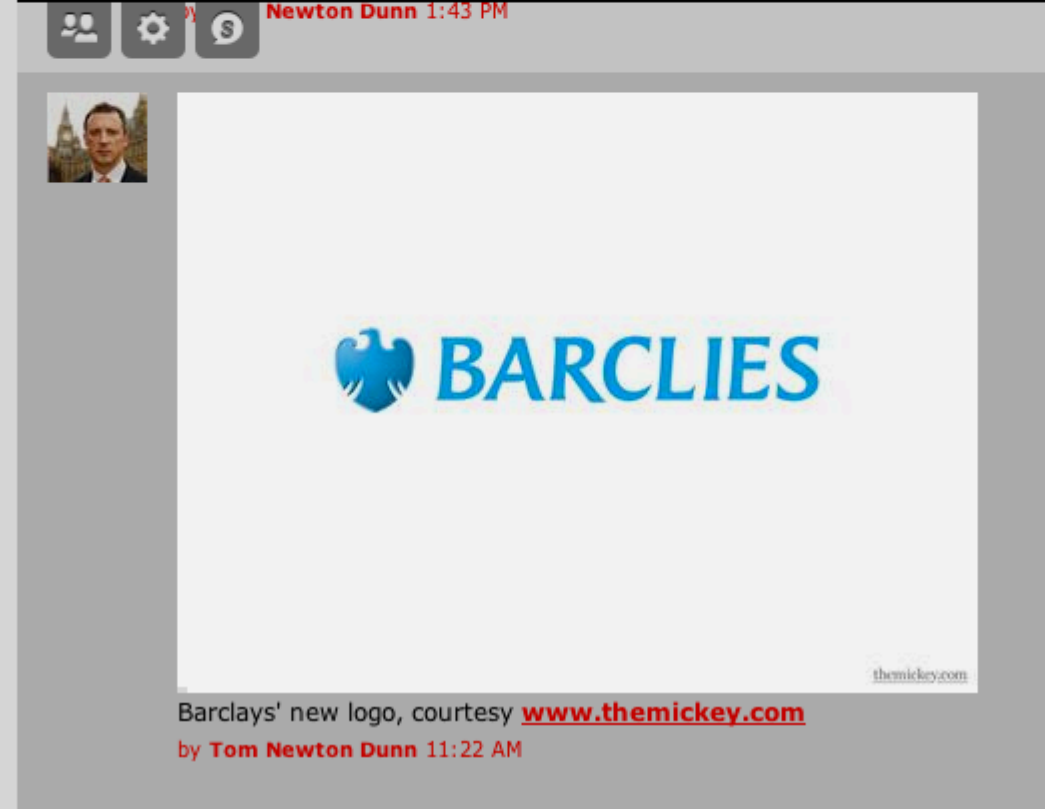 by Newton Dunn 1:43 PM
BARCLIES
themickey.com
Barclays' new logo, courtesy www.themickey.com
by Tom Newton Dunn 11:22 AM